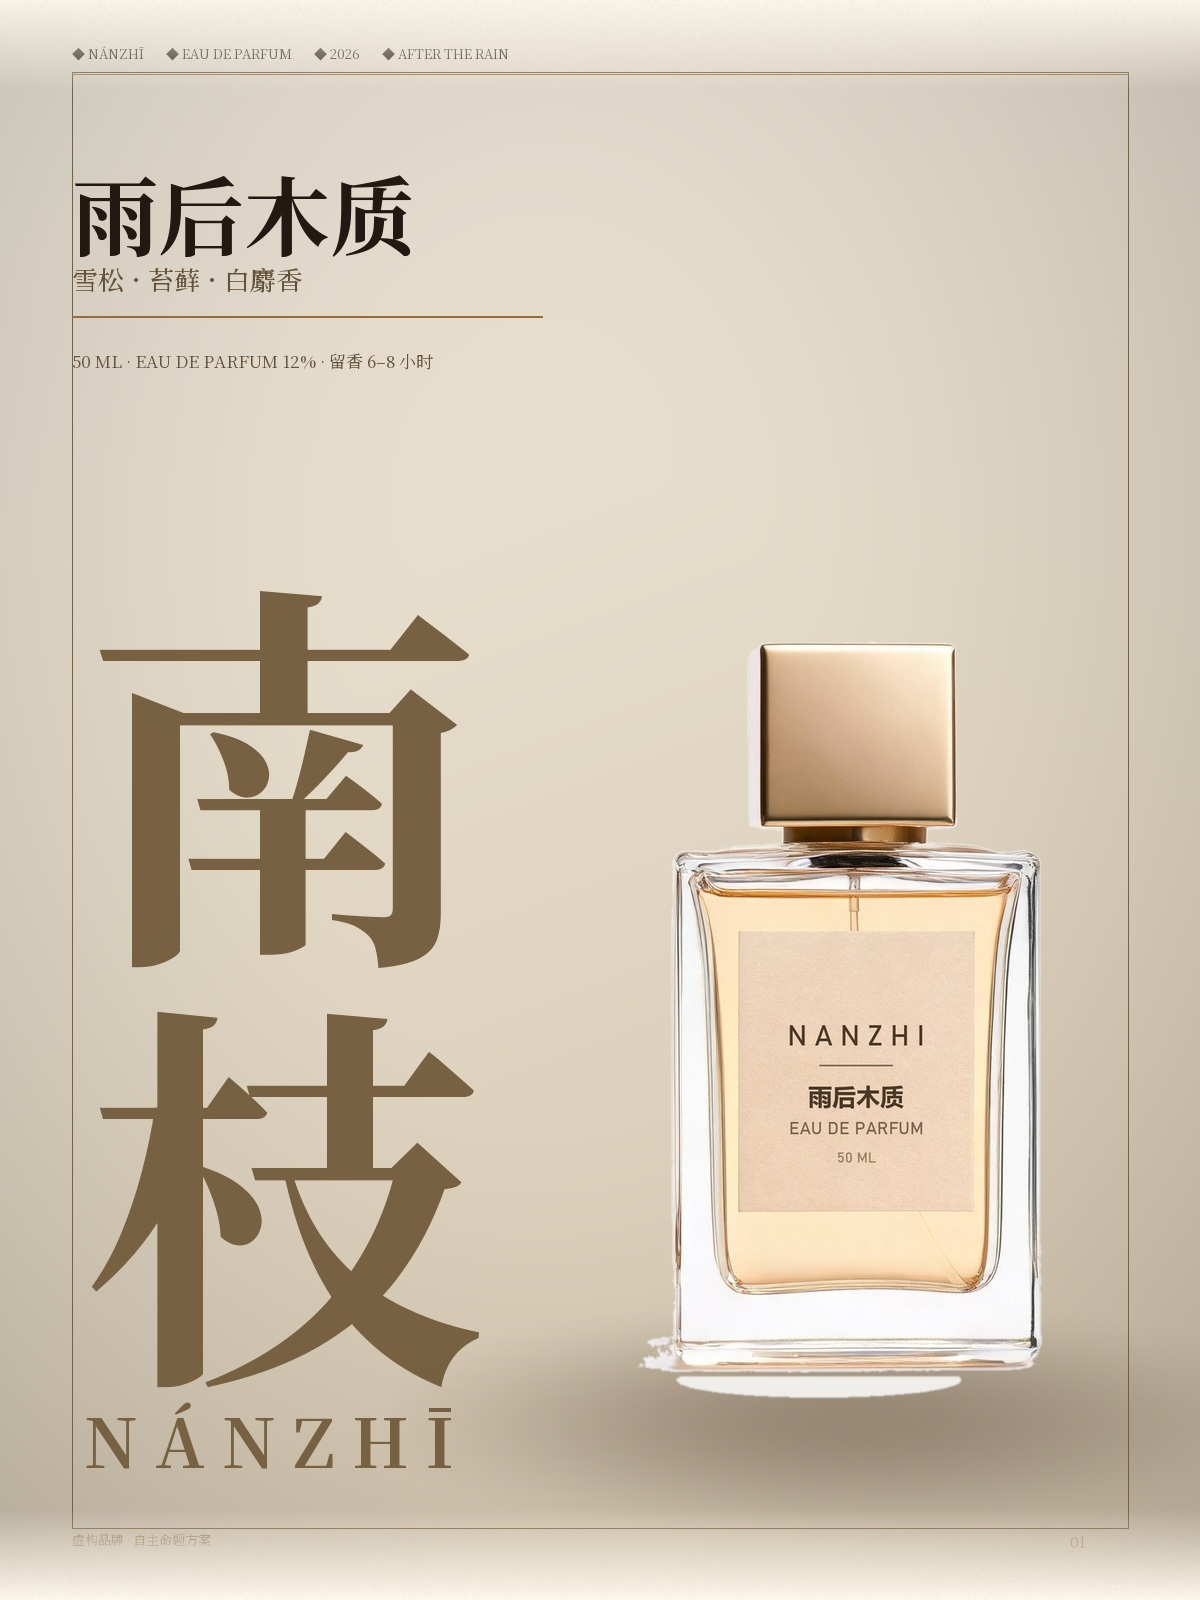 ◆ NÁNZHĪ ◆ EAU DE PARFUM ◆ 2026 ◆ AFTER THE RAIN
雨后木质
雪松 · 苔藓 · 白麝香
50 ML · EAU DE PARFUM 12% · 留香 6–8 小时
南
枝
NÁNZHĪ
NANZHI
雨后木质
EAU DE PARFUM
50 ML
虚构品牌 · 自主命题方案
01